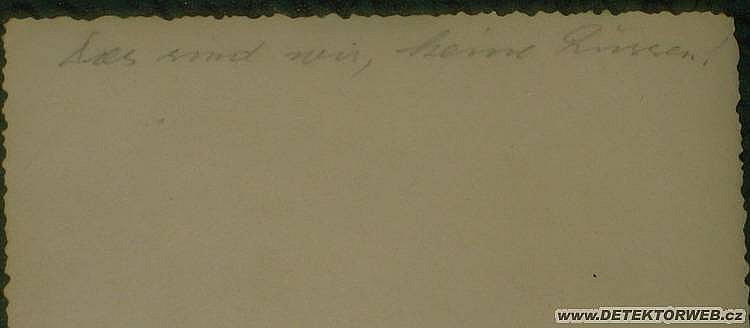 Das sind wir, keine Russen!
www.DETEKTORWEB.cz